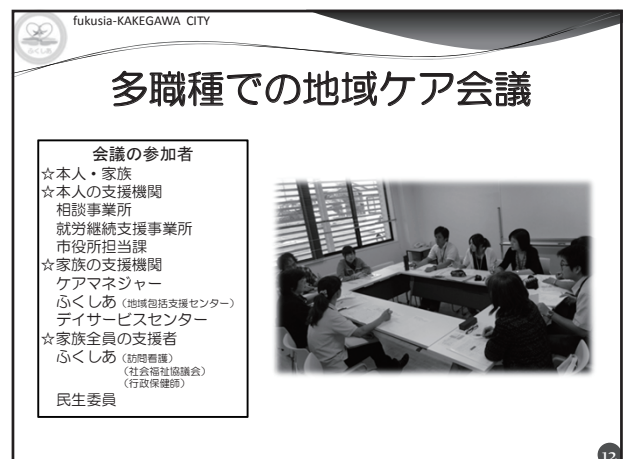 fukusia-KAKEGAWA CITY
ふくしあ
多職種での地域ケア会議
会議の参加者
☆本人・家族
☆本人の支援機関
相談事業所
就労継続支援事業所
市役所担当課
☆家族の支援機関
ケアマネジャー
ふくしあ（地域包括支援センター）
デイサービスセンター
☆家族全員の支援者
ふくしあ（訪問看護）
（社会福祉協議会）
（行政保健師）
民生委員
12